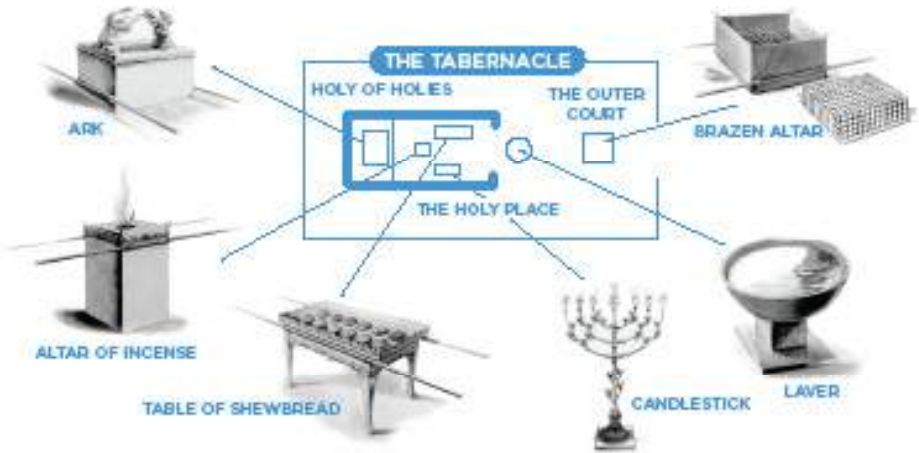 THE TABERNACLE
HOLY OF HOLIES
THE OUTER
COURT
ARK
BRAZEN ALTAR
THE HOLY PLACE
ALTAR OF INCENSE
TABLE OF SHEWBREAD
CANDLESTICK
LAVER